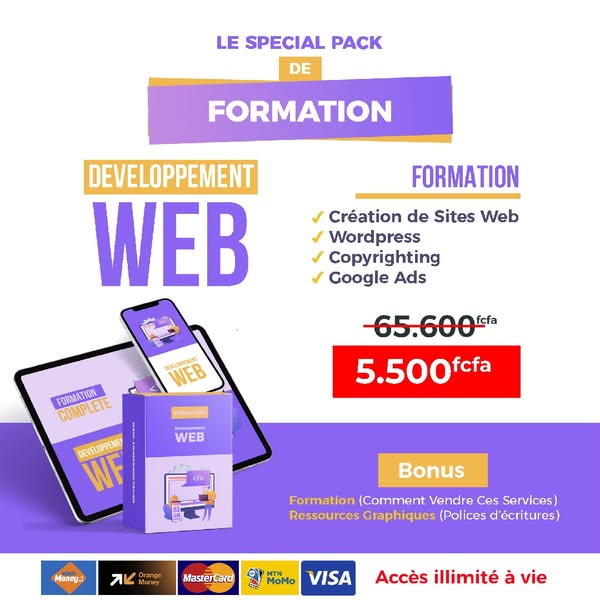 LE SPECIAL PACK
DE
FORMATION
DEVELOPPEMENT
WEB
FORMATION
✓ Création de Sites Web
✓ Wordpress
✓ Copyrighting
✓ Google Ads
65.600fcfa
5.500fcfa
DEVELOPPEMENT
WEB
FORMATION
COMPLETE
DEVELOPPEMENT
WE
FORMATION
DEVELOPPEMENT
WEB
DEVELOPPEMENT WEB
Bonus
Formation (Comment Vendre Ces Services)
Ressources Graphiques (Polices d'écritures)
Money
Orange
Money
MasterCard
MTN
MoMo
VISA
Accès illimité à vie